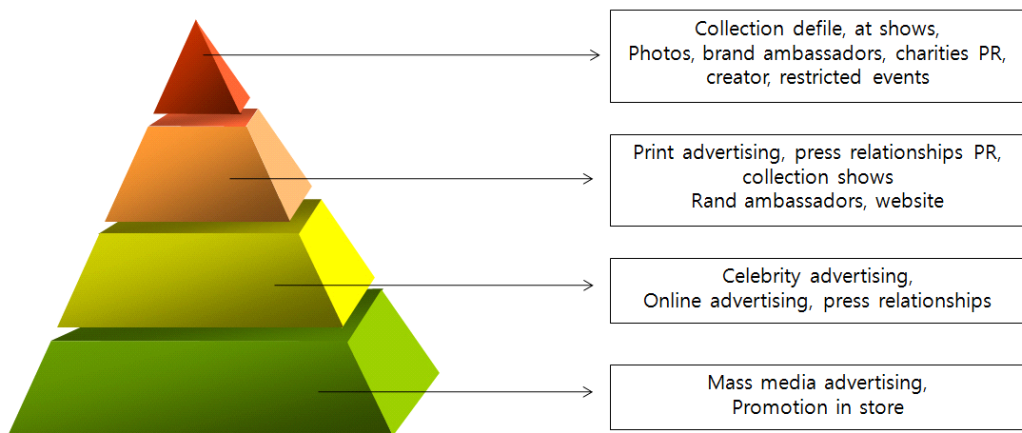 Collection defile, at shows,
Photos, brand ambassadors, charities PR,
creator, restricted events
Print advertising, press relationships PR,
collection shows
Rand ambassadors, website
Celebrity advertising,
Online advertising, press relationships
Mass media advertising,
Promotion in store